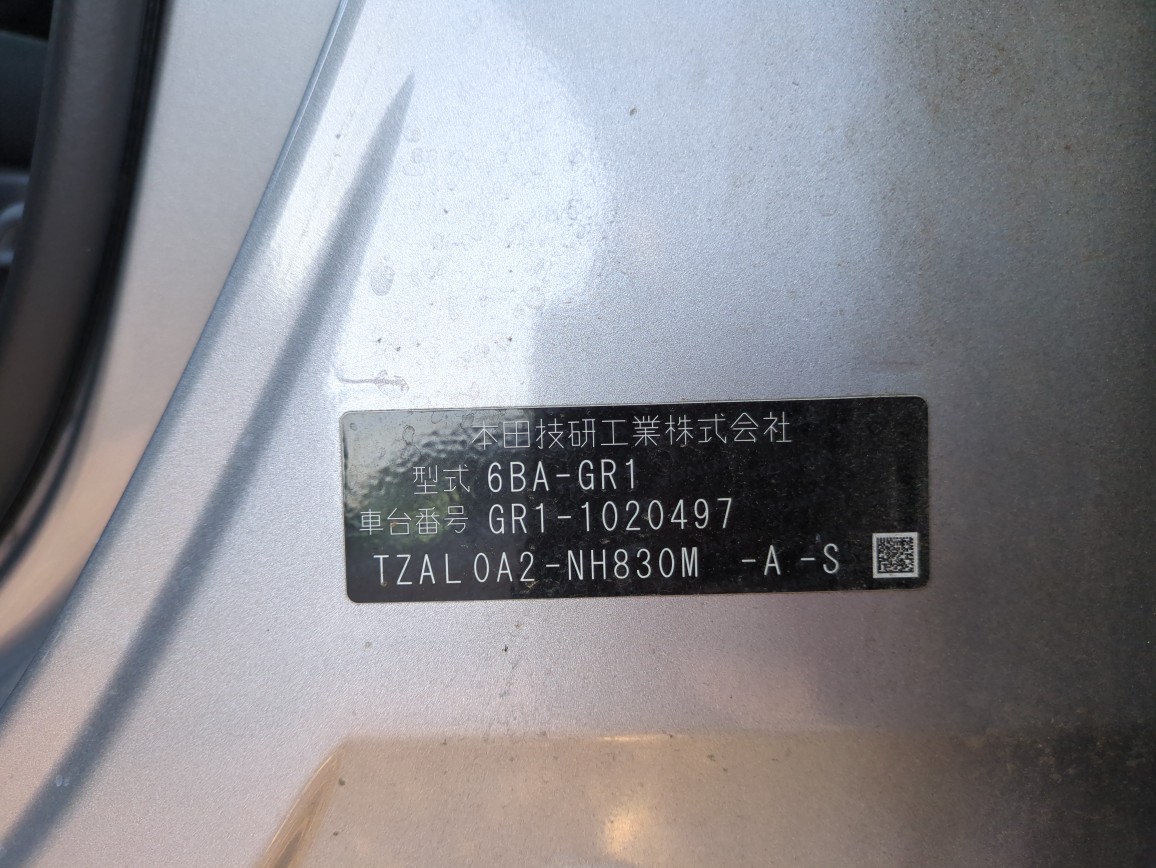 本田技研工業株式会社
型式 6BA-GR1
車台番号 GR1-1020497
TZAL0A2-NH830M -A-S